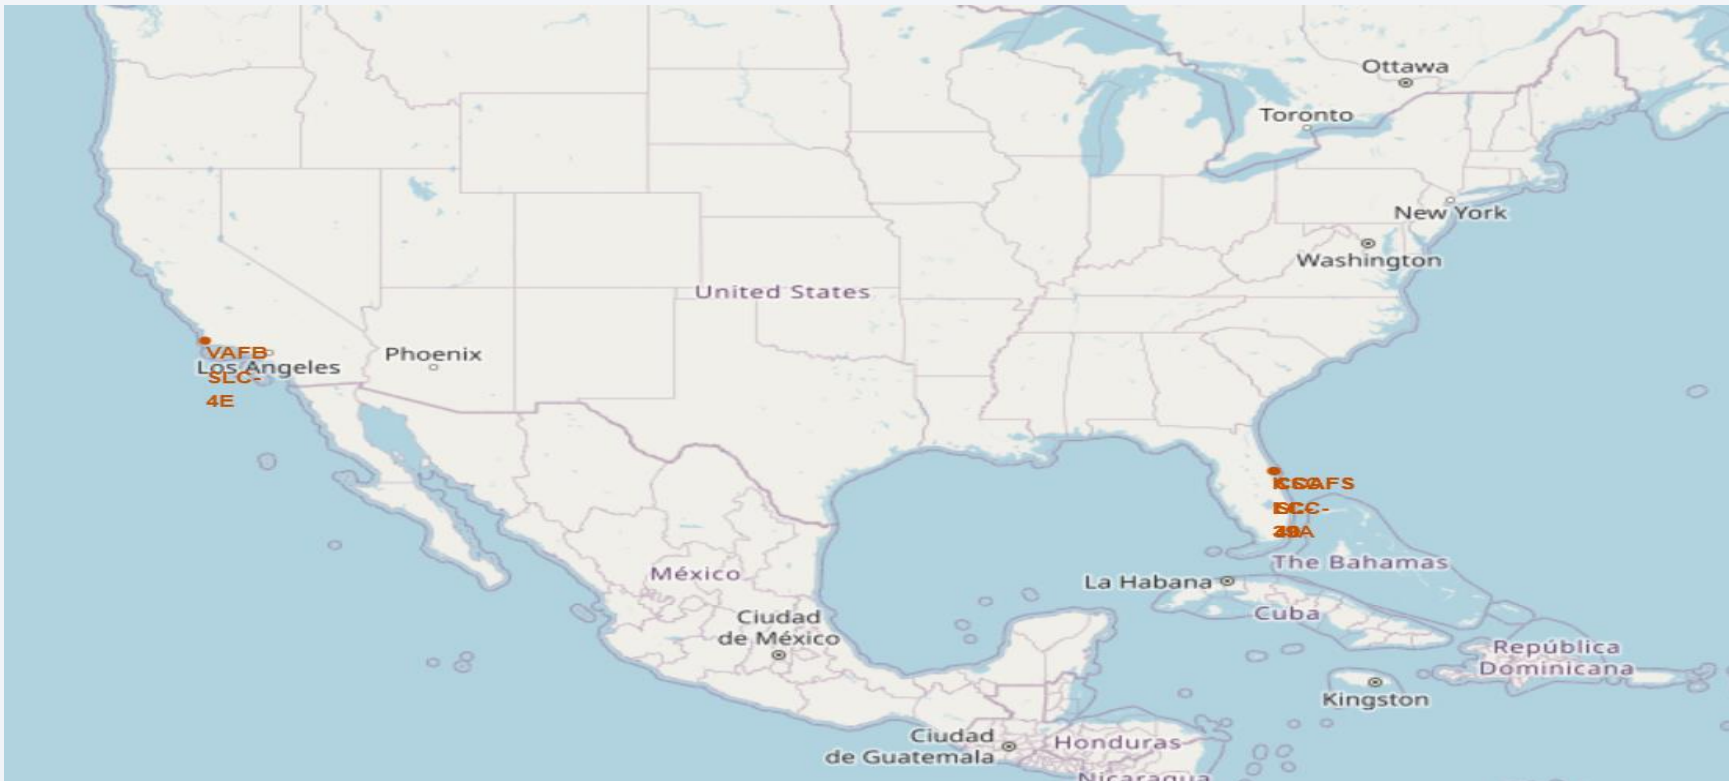 Ottawa
Toronto
New York
Washington
United States
VAFB
SLC-
4E
Los Angeles
Phoenix
The Bahamas
La Habana
México
Cuba
Ciudad
de México
República
Dominicana
Kingston
Ciudad
de Guatemala
Honduras
Nicaragua